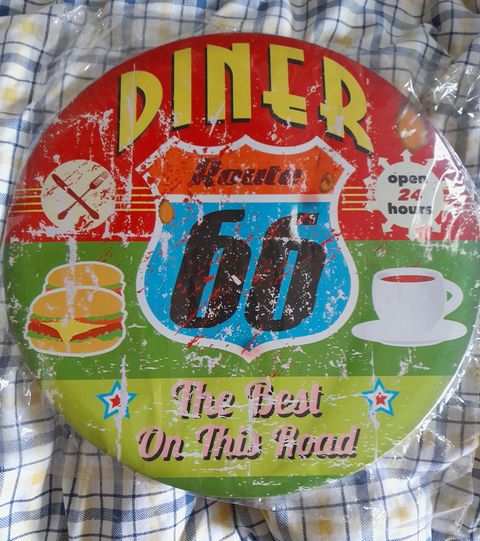 DINER
Route
66
open
24
hours
The Best
On This Road